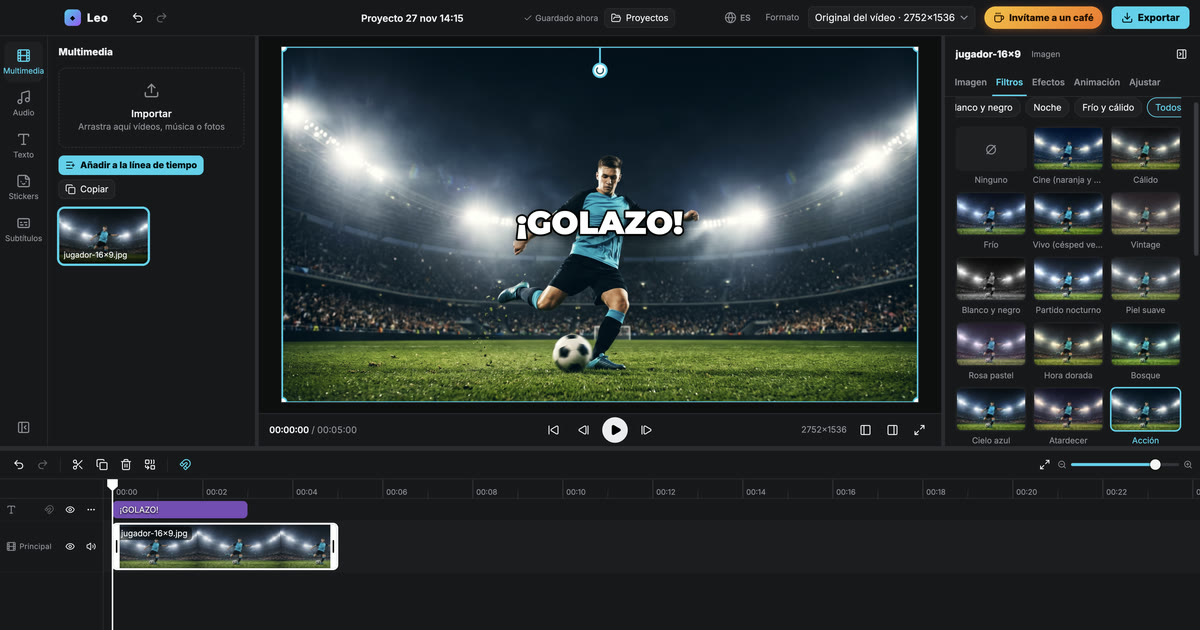 Leo
Proyecto 27 nov 14:15
Guardado ahora
Proyectos
ES
Formato
Original del vídeo · 2752×1536
Invítame a un café
Exportar
Multimedia
Audio
Texto
Stickers
Subtítulos
Multimedia
Importar
Arrastra aquí vídeos, música o fotos
Añadir a la línea de tiempo
Copiar
jugador-16×9.jpg
¡GOLAZO!
00:00:00 / 00:05:00
2752×1536
jugador-16×9
Imagen
Imagen Filtros Efectos Animación Ajustar
lanco y negro Noche Frío y cálido Todos
Ninguno Cine (naranja y ... Cálido
Frío Vivo (césped ve... Vintage
Blanco y negro Partido nocturno Piel suave
Rosa pastel Hora dorada Bosque
Cielo azul Atardecer Acción
00:00 00:02 00:04 00:06 00:08 00:10 00:12 00:14 00:16 00:18 00:20 00:22
¡GOLAZO!
Principal
jugador-16×9.jpg